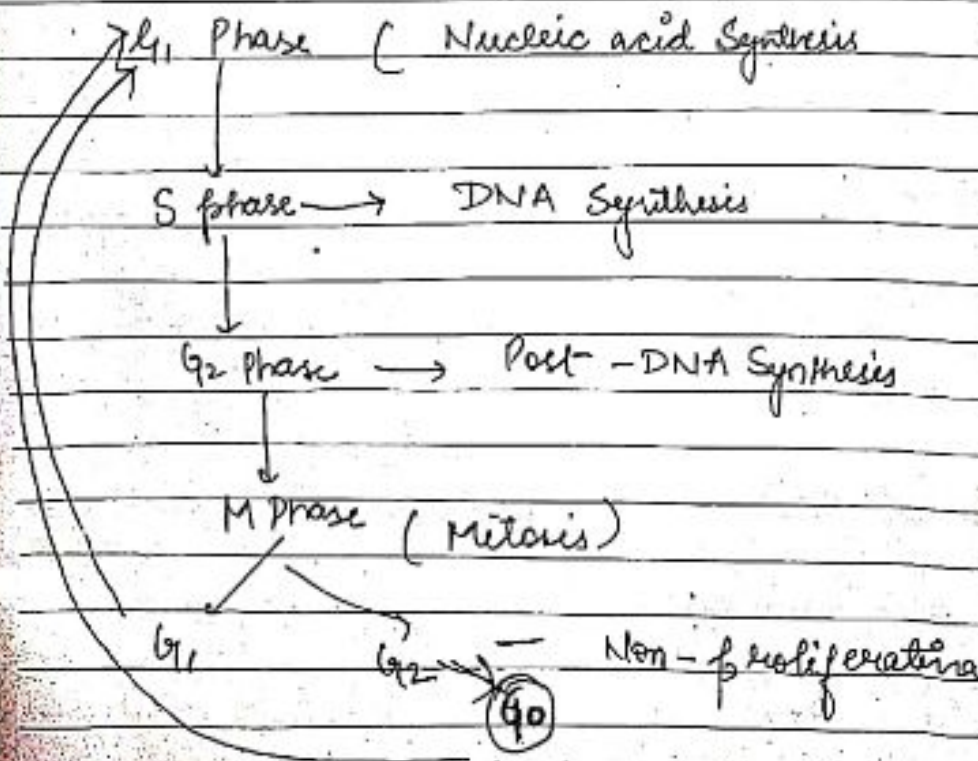 G1 Phase ( Nucleic acid Synthesis
S phase → DNA Synthesis
G2 Phase → Post - DNA Synthesis
M Phase ( Mitosis )
G1 G2 — Non-proliferating
G0